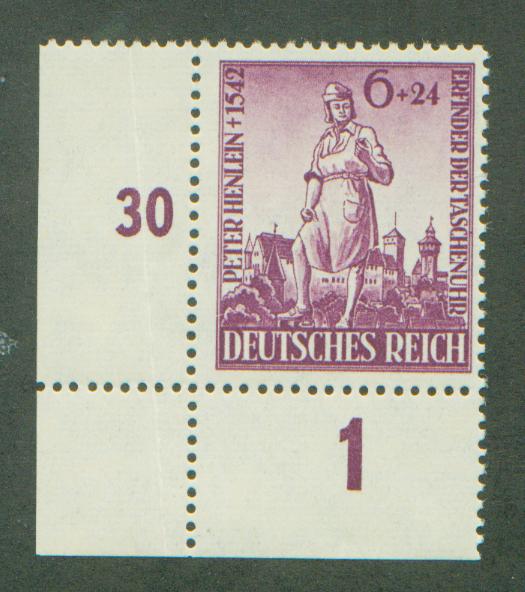 PETER HENLEIN + 1542
6+24
ERFINDER DER TASCHENUHR
30
DEUTSCHES REICH
1